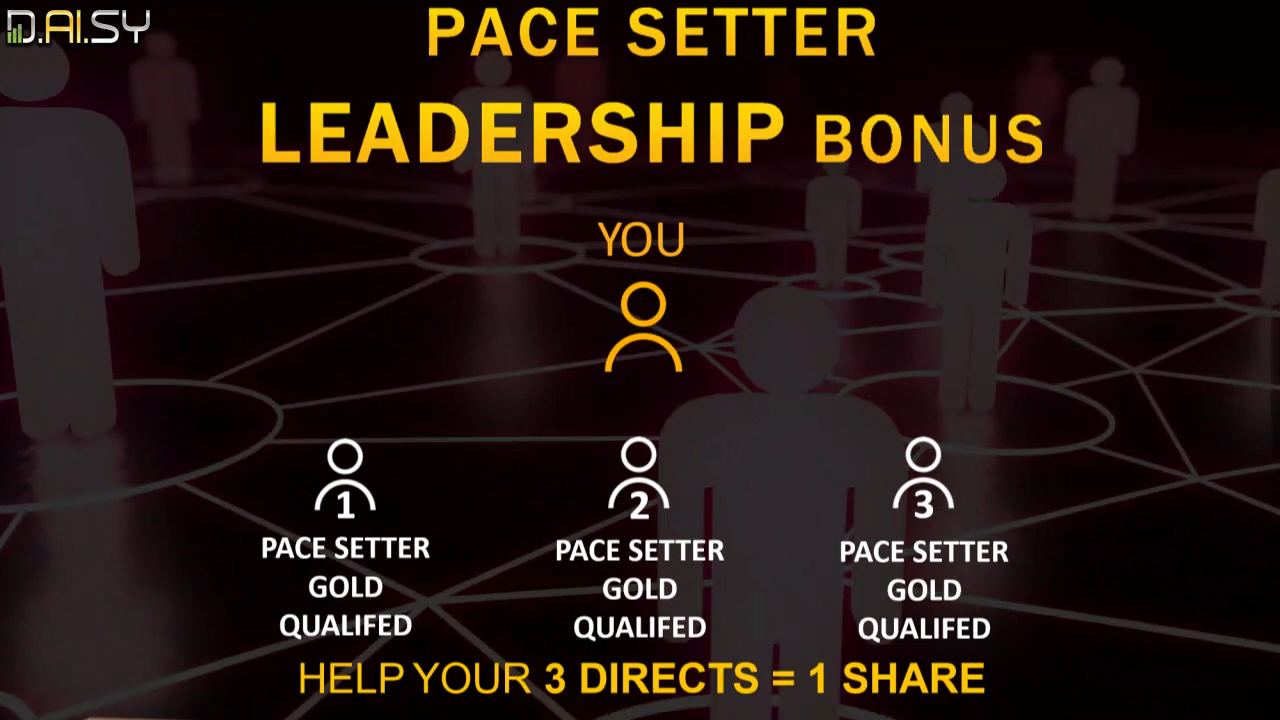 D.AI.SY
PACE SETTER
LEADERSHIP BONUS
YOU
1
2
3
PACE SETTER
GOLD
QUALIFED
PACE SETTER
GOLD
QUALIFED
PACE SETTER
GOLD
QUALIFED
HELP YOUR 3 DIRECTS = 1 SHARE